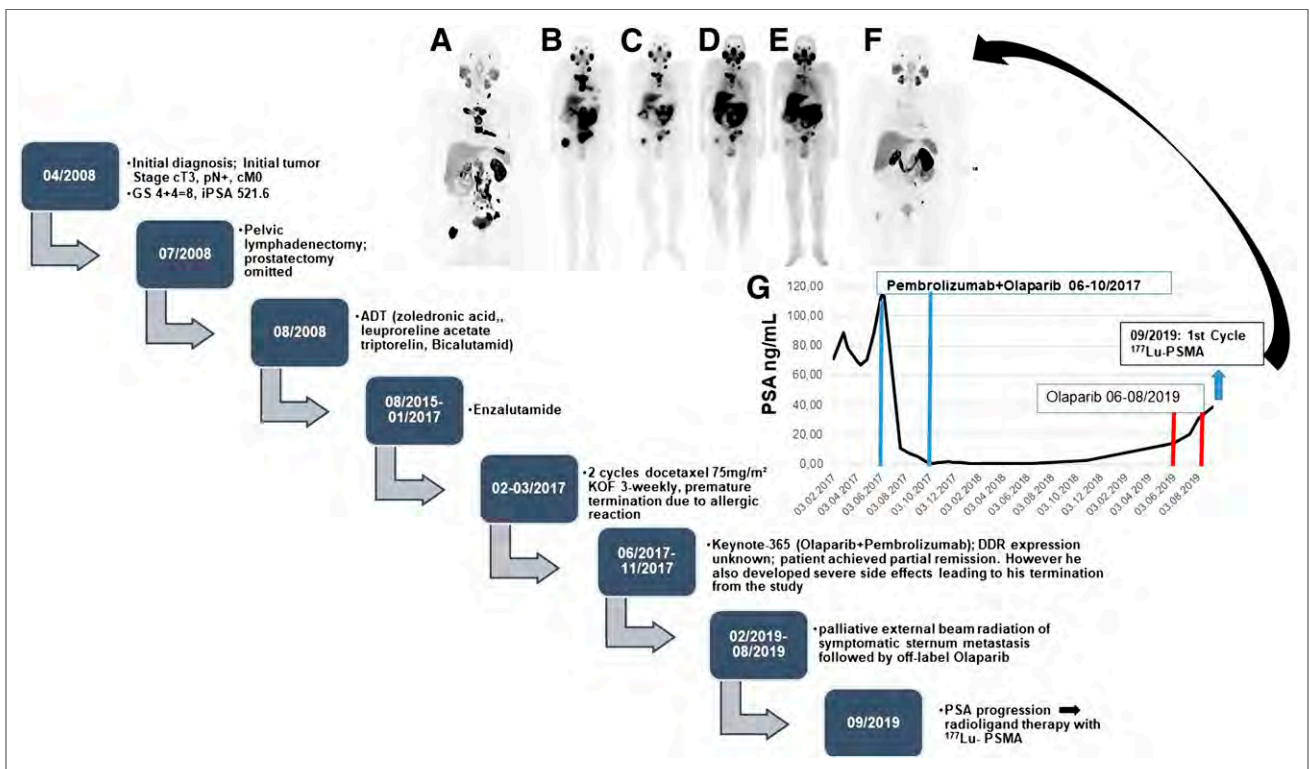 A
B
C
D
E
F
04/2008
•Initial diagnosis; Initial tumor
Stage cT3, pN+, cM0
•GS 4+4=8, iPSA 521.6
07/2008
•Pelvic
lymphadenectomy;
prostatectomy
omitted
08/2008
•ADT (zoledronic acid,,
leuproreline acetate
triptorelin, Bicalutamid)
08/2015-
01/2017
•Enzalutamide
02-03/2017
•2 cycles docetaxel 75mg/m²
KOF 3-weekly, premature
termination due to allergic
reaction
06/2017-
11/2017
•Keynote-365 (Olaparib+Pembrolizumab); DDR expression
unknown; patient achieved partial remission. However he
also developed severe side effects leading to his termination
from the study
02/2019-
08/2019
•palliative external beam radiation of
symptomatic sternum metastasis
followed by off-label Olaparib
09/2019
•PSA progression ➡
radioligand therapy with
¹⁷⁷Lu- PSMA
G
PSA ng/mL
120,00
100,00
80,00
60,00
40,00
20,00
0,00
Pembrolizumab+Olaparib 06-10/2017
09/2019: 1st Cycle
¹⁷⁷Lu-PSMA
Olaparib 06-08/2019
03.02.2017
03.04.2017
03.06.2017
03.08.2017
03.10.2017
03.12.2017
03.02.2018
03.04.2018
03.06.2018
03.08.2018
03.10.2018
03.12.2018
03.02.2019
03.04.2019
03.06.2019
03.08.2019